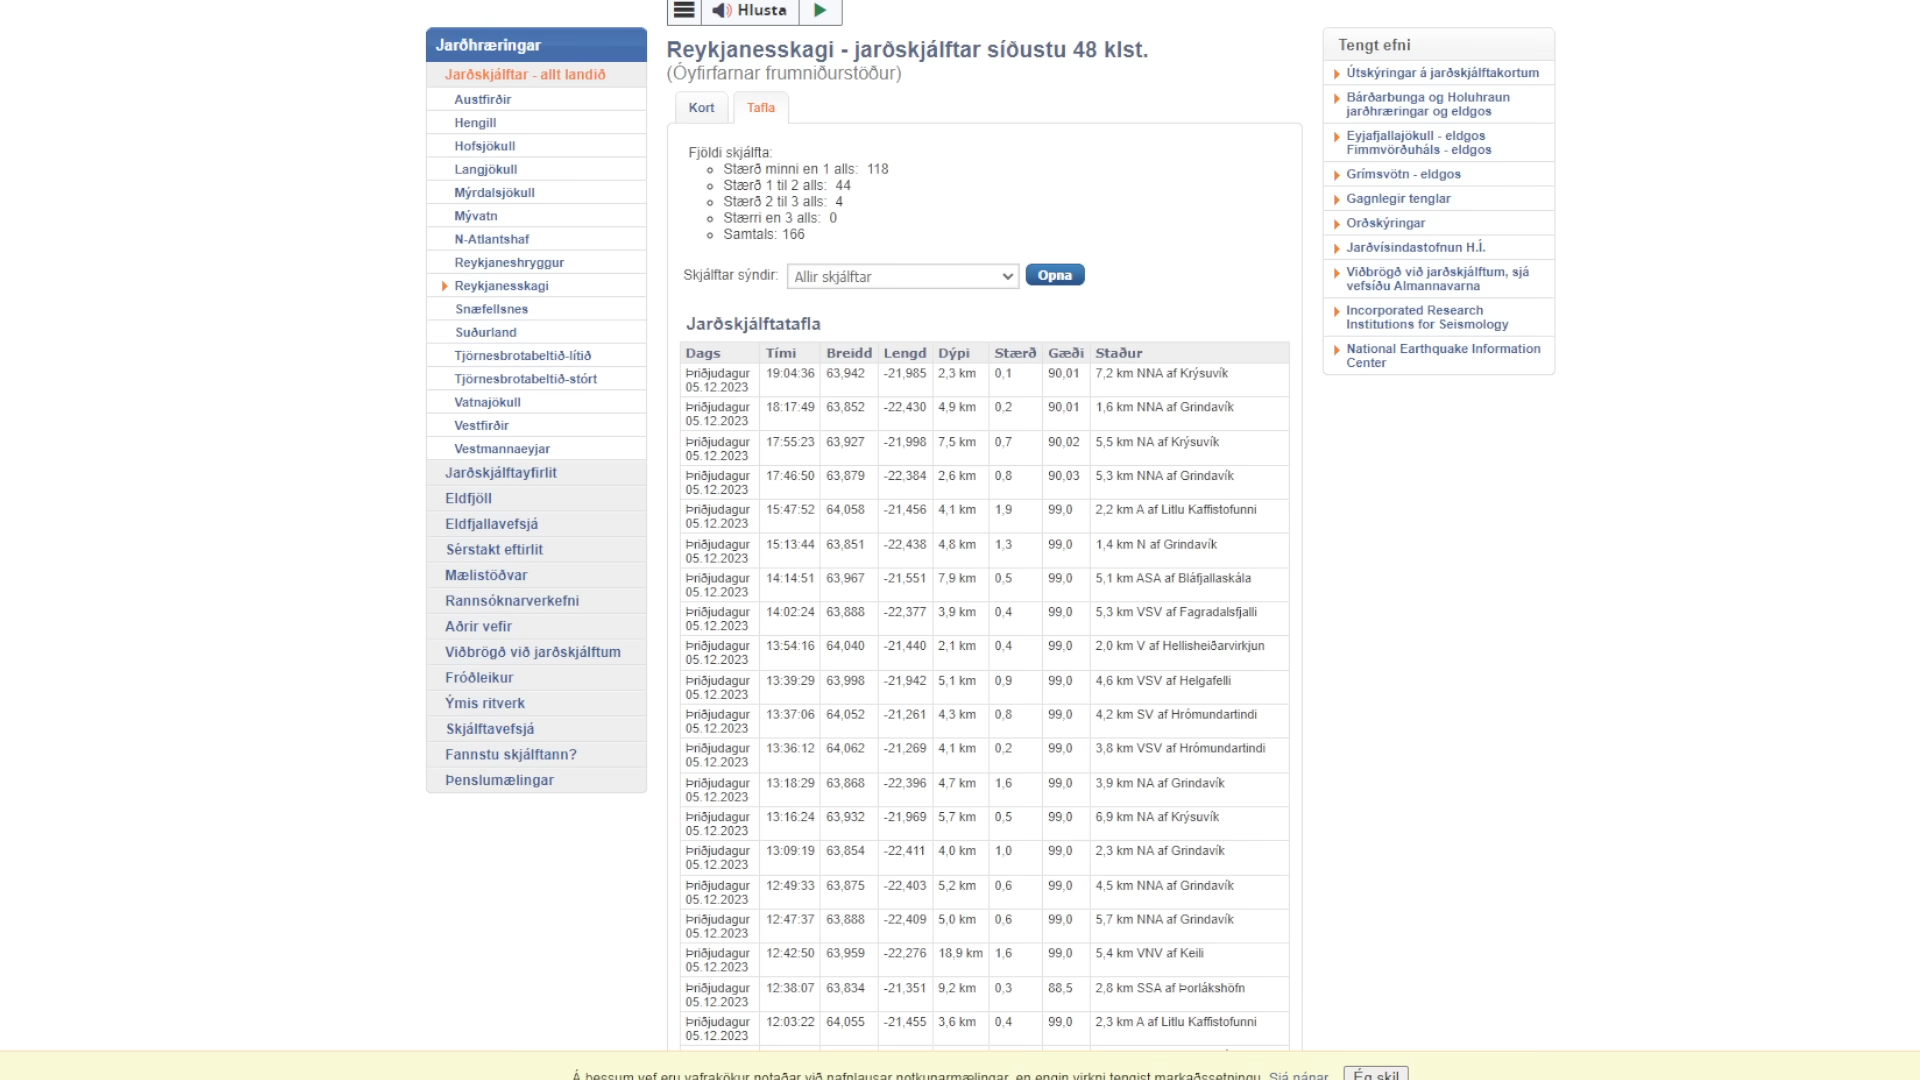 Hlusta
Jarðhræringar
Jarðskjálftar - allt landið
Austfirðir
Hengill
Hofsjökull
Langjökull
Mýrdalsjökull
Mývatn
N-Atlantshaf
Reykjaneshryggur
Reykjanesskagi
Snæfellsnes
Suðurland
Tjörnesbrotabeltið-lítið
Tjörnesbrotabeltið-stórt
Vatnajökull
Vestfirðir
Vestmannaeyjar
Jarðskjálftayfirlit
Eldfjöll
Eldfjallavefsjá
Sérstakt eftirlit
Mælistöðvar
Rannsóknarverkefni
Aðrir vefir
Viðbrögð við jarðskjálftum
Fróðleikur
Ýmis ritverk
Skjálftavefsjá
Fannstu skjálftann?
Þenslumælingar
Reykjanesskagi - jarðskjálftar síðustu 48 klst.
(Óyfirfarnar frumniðurstöður)
Kort Tafla
Fjöldi skjálfta:
Stærð minni en 1 alls: 118
Stærð 1 til 2 alls: 44
Stærð 2 til 3 alls: 4
Stærri en 3 alls: 0
Samtals: 166
Skjálftar sýndir: Allir skjálftar Opna
Jarðskjálftatafla
Dags Tími Breidd Lengd Dýpi Stærð Gæði Staður
Þriðjudagur 19:04:36 63,942 -21,985 2,3 km 0,1 90,01 7,2 km NNA af Krýsuvík
05.12.2023
Þriðjudagur 18:17:49 63,852 -22,430 4,9 km 0,2 90,01 1,6 km NNA af Grindavík
05.12.2023
Þriðjudagur 17:55:23 63,927 -21,998 7,5 km 0,7 90,02 5,5 km NA af Krýsuvík
05.12.2023
Þriðjudagur 17:46:50 63,879 -22,384 2,6 km 0,8 90,03 5,3 km NNA af Grindavík
05.12.2023
Þriðjudagur 15:47:52 64,058 -21,456 4,1 km 1,9 99,0 2,2 km A af Litlu Kaffistofunni
05.12.2023
Þriðjudagur 15:13:44 63,851 -22,438 4,8 km 1,3 99,0 1,4 km N af Grindavík
05.12.2023
Þriðjudagur 14:14:51 63,967 -21,551 7,9 km 0,5 99,0 5,1 km ASA af Bláfjallaskála
05.12.2023
Þriðjudagur 14:02:24 63,888 -22,377 3,9 km 0,4 99,0 5,3 km VSV af Fagradalsfjalli
05.12.2023
Þriðjudagur 13:54:16 64,040 -21,440 2,1 km 0,4 99,0 2,0 km V af Hellisheiðarvirkjun
05.12.2023
Þriðjudagur 13:39:29 63,998 -21,942 5,1 km 0,9 99,0 4,6 km VSV af Helgafelli
05.12.2023
Þriðjudagur 13:37:06 64,052 -21,261 4,3 km 0,8 99,0 4,2 km SV af Hrómundartindi
05.12.2023
Þriðjudagur 13:36:12 64,062 -21,269 4,1 km 0,2 99,0 3,8 km VSV af Hrómundartindi
05.12.2023
Þriðjudagur 13:18:29 63,868 -22,396 4,7 km 1,6 99,0 3,9 km NA af Grindavík
05.12.2023
Þriðjudagur 13:16:24 63,932 -21,969 5,7 km 0,5 99,0 6,9 km NA af Krýsuvík
05.12.2023
Þriðjudagur 13:09:19 63,854 -22,411 4,0 km 1,0 99,0 2,3 km NA af Grindavík
05.12.2023
Þriðjudagur 12:49:33 63,875 -22,403 5,2 km 0,6 99,0 4,5 km NNA af Grindavík
05.12.2023
Þriðjudagur 12:47:37 63,888 -22,409 5,0 km 0,6 99,0 5,7 km NNA af Grindavík
05.12.2023
Þriðjudagur 12:42:50 63,959 -22,276 18,9 km 1,6 99,0 5,4 km VNV af Keili
05.12.2023
Þriðjudagur 12:38:07 63,834 -21,351 9,2 km 0,3 88,5 2,8 km SSA af Þorlákshöfn
05.12.2023
Þriðjudagur 12:03:22 64,055 -21,455 3,6 km 0,4 99,0 2,3 km A af Litlu Kaffistofunni
05.12.2023
Tengt efni
Útskýringar á jarðskjálftakortum
Bárðarbunga og Holuhraun
jarðhræringar og eldgos
Eyjafjallajökull - eldgos
Fimmvörðuháls - eldgos
Grímsvötn - eldgos
Gagnlegir tenglar
Orðskýringar
Jarðvísindastofnun H.Í.
Viðbrögð við jarðskjálftum, sjá
vefsíðu Almannavarna
Incorporated Research
Institutions for Seismology
National Earthquake Information
Center
Á þessum vef eru vafrakökur notaðar við nafnlausar notkunarmælingar, en engin virkni tengist markaðssetningu. Sjá nánar Ég skil